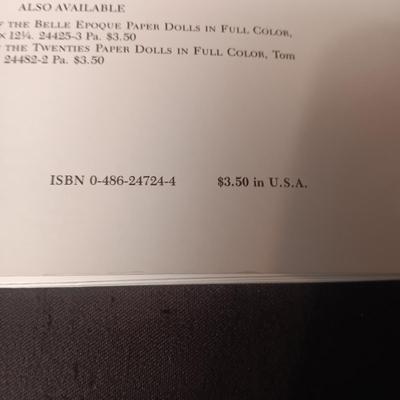 ALSO AVAILABLE
THE BELLE EPOQUE PAPER DOLLS IN FULL COLOR,
× 12¼. 24425-3 Pa. $3.50
THE TWENTIES PAPER DOLLS IN FULL COLOR, Tom
24482-2 Pa. $3.50
ISBN 0-486-24724-4 $3.50 in U.S.A.